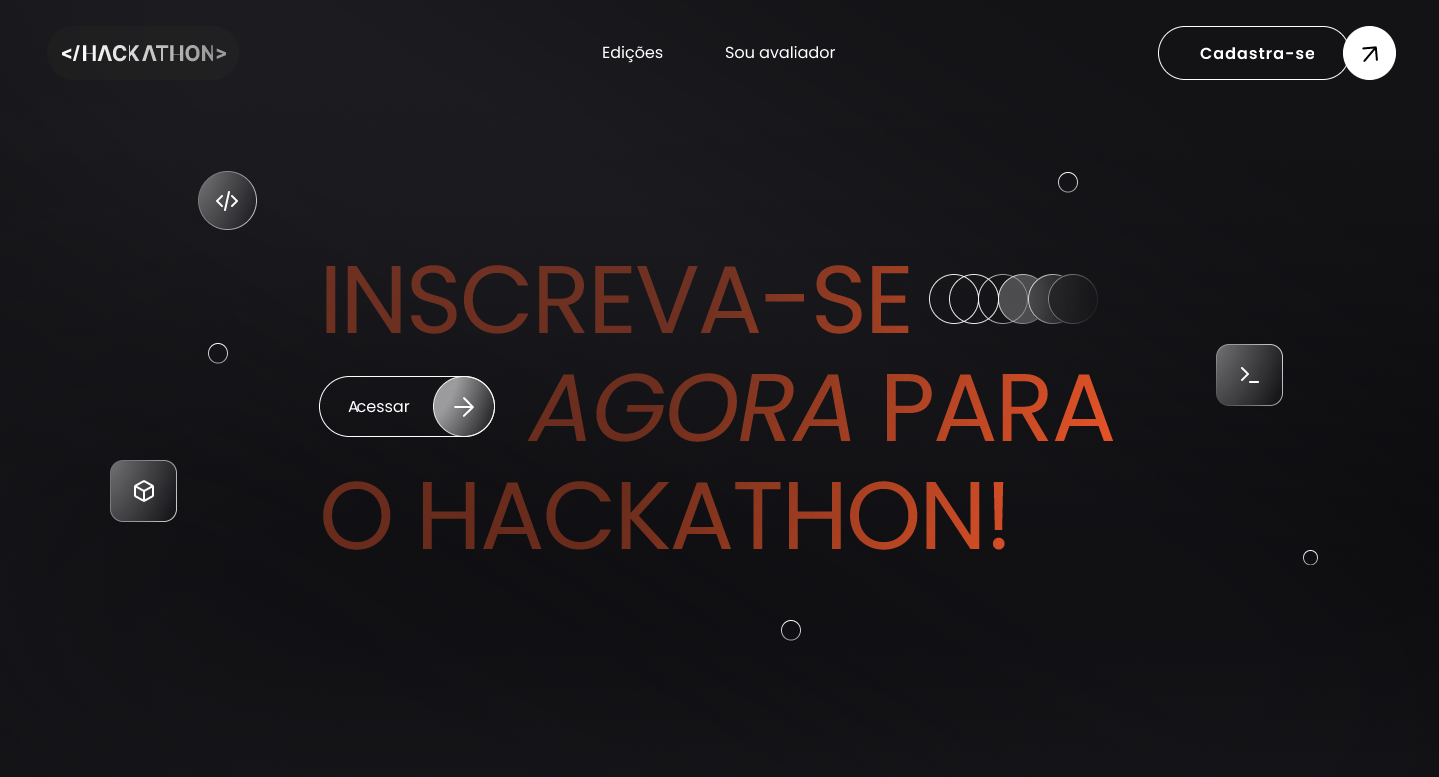 </HACKATHON>
Edições
Sou avaliador
Cadastra-se
INSCREVA-SE
Acessar
AGORA PARA
O HACKATHON!